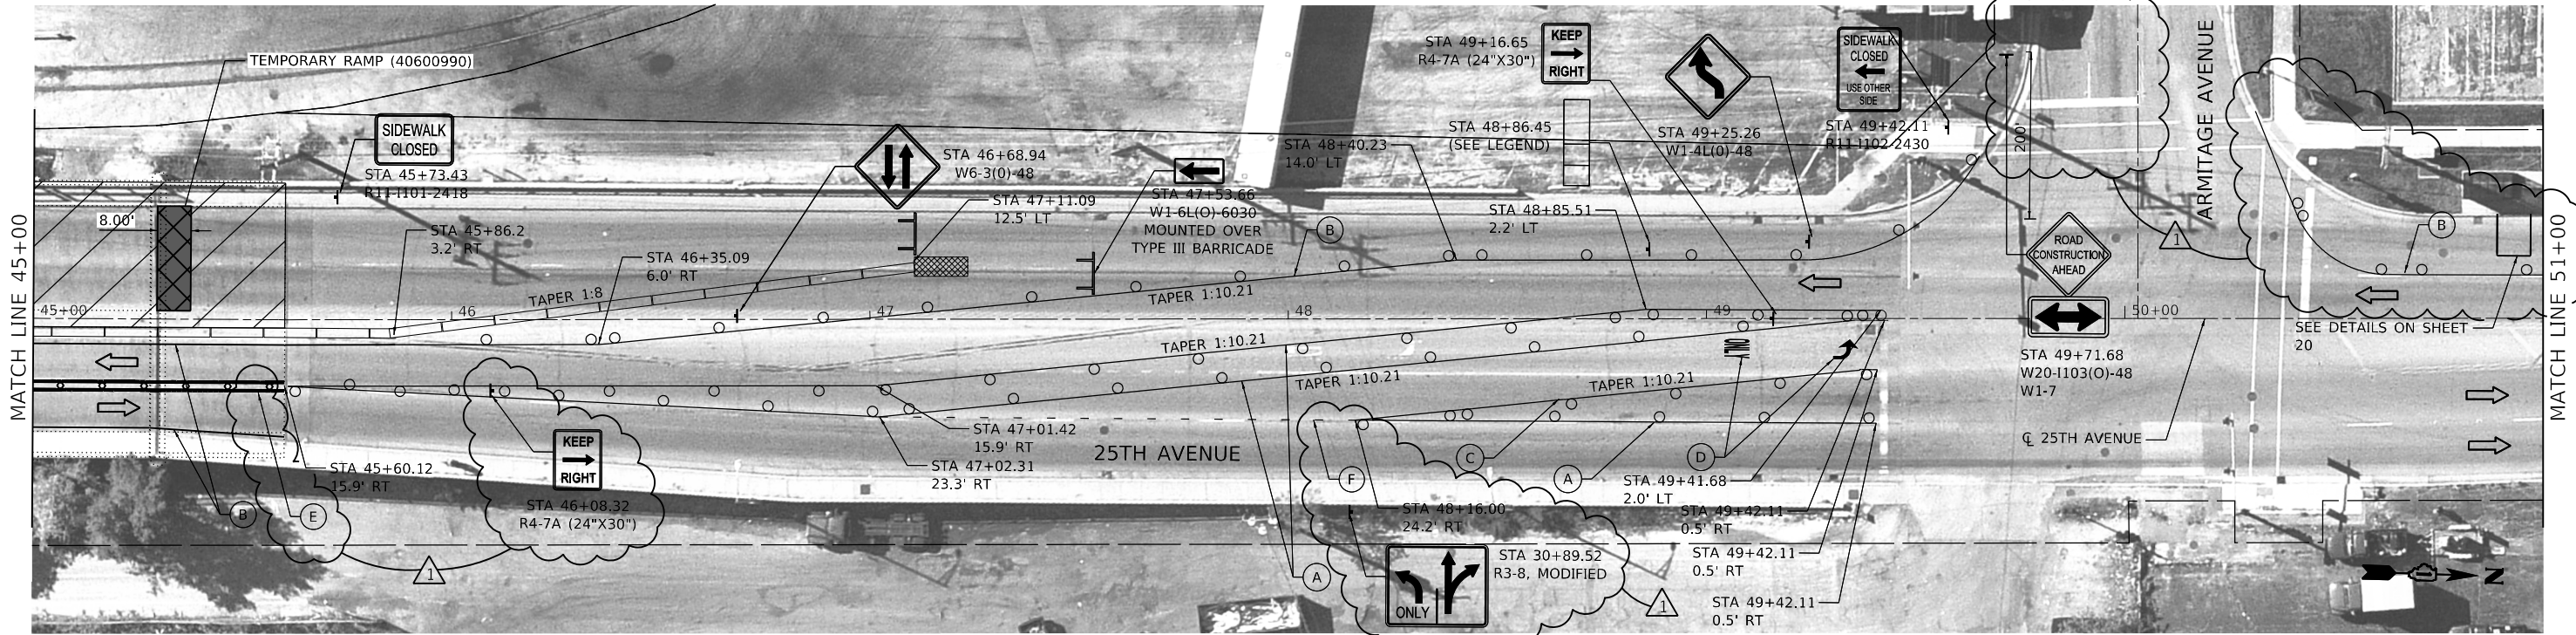 MATCH LINE 45+00
TEMPORARY RAMP (40600990)
8.00'
45+00
SIDEWALK
CLOSED
STA 45+73.43
R11-I101-2418
STA 45+86.2
3.2' RT
46
TAPER 1:8
STA 46+35.09
6.0' RT
STA 46+68.94
W6-3(0)-48
STA 47+11.09
12.5' LT
47
STA 47+53.66
W1-6L(O)-6030
MOUNTED OVER
TYPE III BARRICADE
B
TAPER 1:10.21
48
STA 48+40.23
14.0' LT
STA 49+16.65
R4-7A (24"X30")
KEEP
RIGHT
STA 48+86.45
(SEE LEGEND)
STA 48+85.51
2.2' LT
STA 49+25.26
W1-4L(0)-48
49
SIDEWALK
CLOSED
USE OTHER
SIDE
STA 49+42.11
R11-I102-2430
200'
ARMITAGE AVENUE
1
ROAD
CONSTRUCTION
AHEAD
STA 49+71.68
W20-I103(O)-48
W1-7
50+00
B
SEE DETAILS ON SHEET
20
MATCH LINE 51+00
℄ 25TH AVENUE
TAPER 1:10.21
TAPER 1:10.21
TAPER 1:10.21
ONLY
B
E
STA 45+60.12
15.9' RT
1
KEEP
RIGHT
STA 46+08.32
R4-7A (24"X30")
STA 47+01.42
15.9' RT
STA 47+02.31
23.3' RT
25TH AVENUE
A
F
C
A
D
STA 48+16.00
24.2' RT
ONLY
STA 30+89.52
R3-8, MODIFIED
1
STA 49+41.68
2.0' LT
STA 49+42.11
0.5' RT
STA 49+42.11
0.5' RT
STA 49+42.11
0.5' RT
N